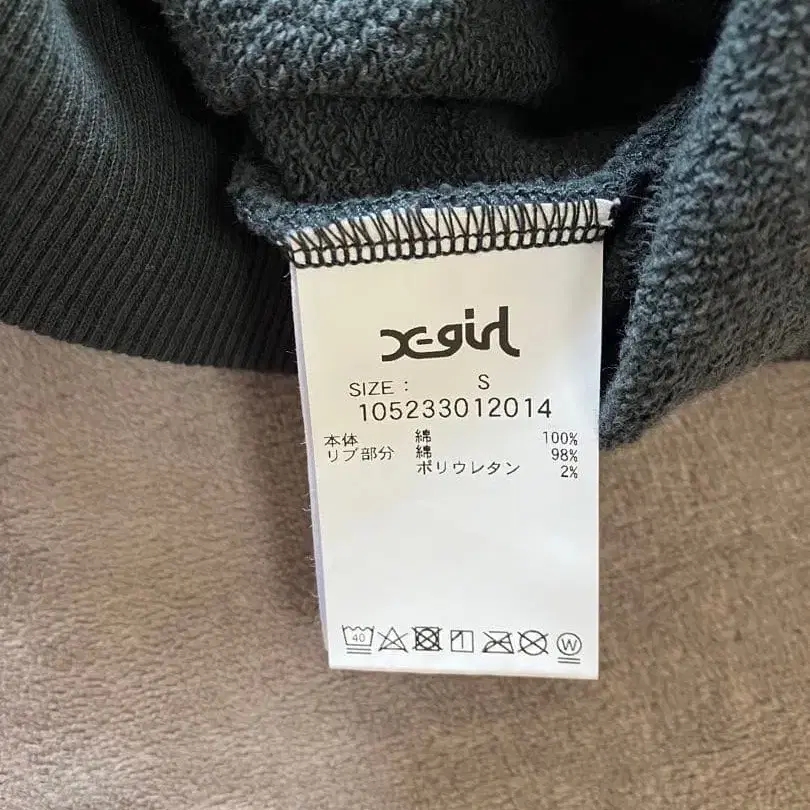 X-girl
SIZE : S
105233012014
本体 綿 100%
リブ部分 綿 98%
ポリウレタン 2%
40 W